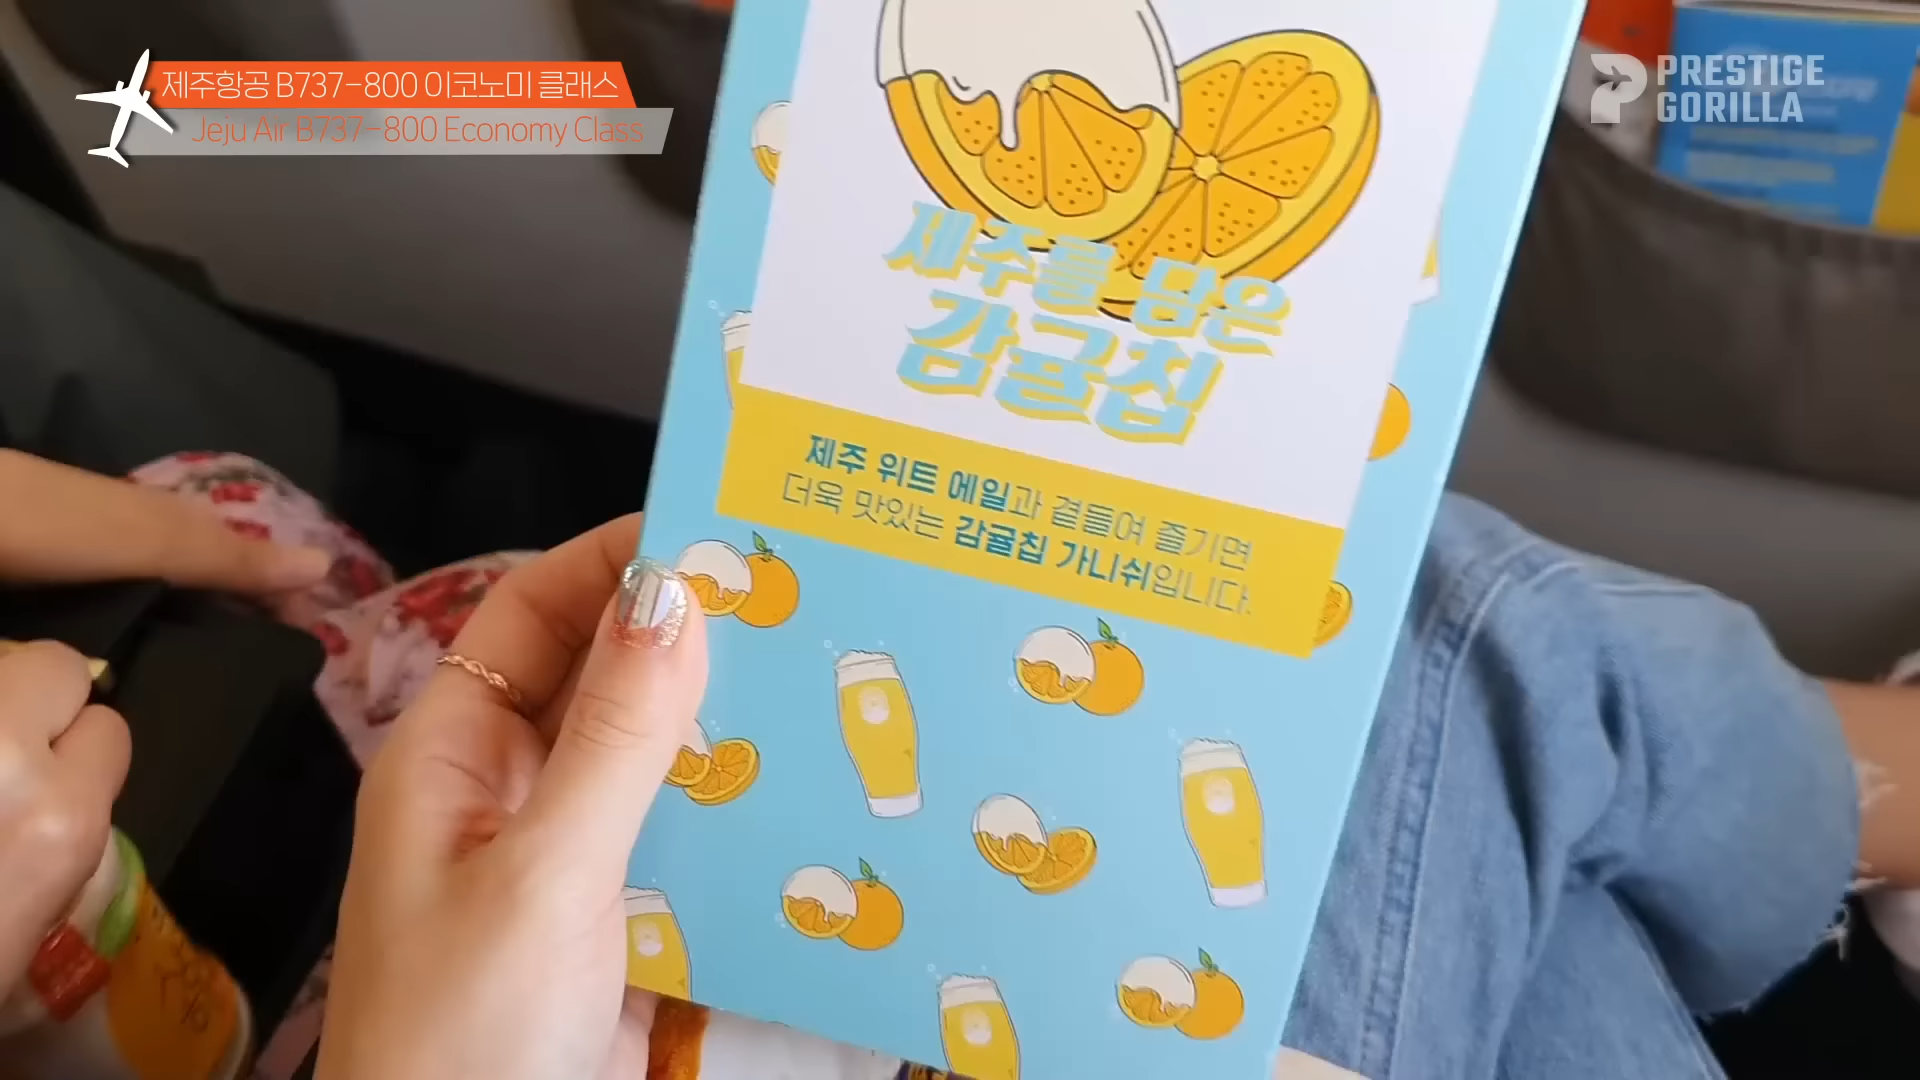 제주항공 B737-800 이코노미 클래스
Jeju Air B737-800 Economy Class
PRESTIGE
GORILLA
제주를 담은
감귤칩
제주 위트 에일과 곁들여 즐기면
더욱 맛있는 감귤칩 가니쉬입니다.